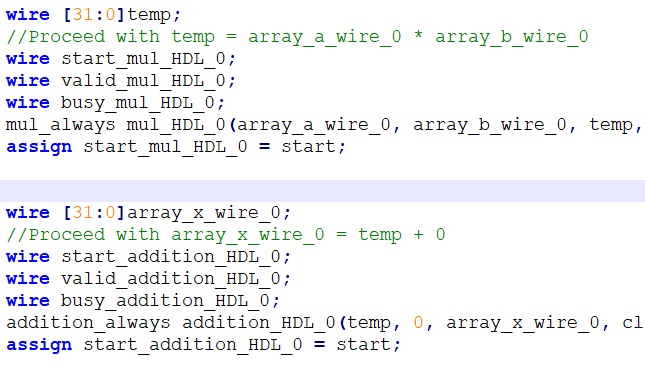 wire [31:0]temp;
//Proceed with temp = array_a_wire_0 * array_b_wire_0
wire start_mul_HDL_0;
wire valid_mul_HDL_0;
wire busy_mul_HDL_0;
mul_always mul_HDL_0(array_a_wire_0, array_b_wire_0, temp,
assign start_mul_HDL_0 = start;
wire [31:0]array_x_wire_0;
//Proceed with array_x_wire_0 = temp + 0
wire start_addition_HDL_0;
wire valid_addition_HDL_0;
wire busy_addition_HDL_0;
addition_always addition_HDL_0(temp, 0, array_x_wire_0, cl
assign start_addition_HDL_0 = start;